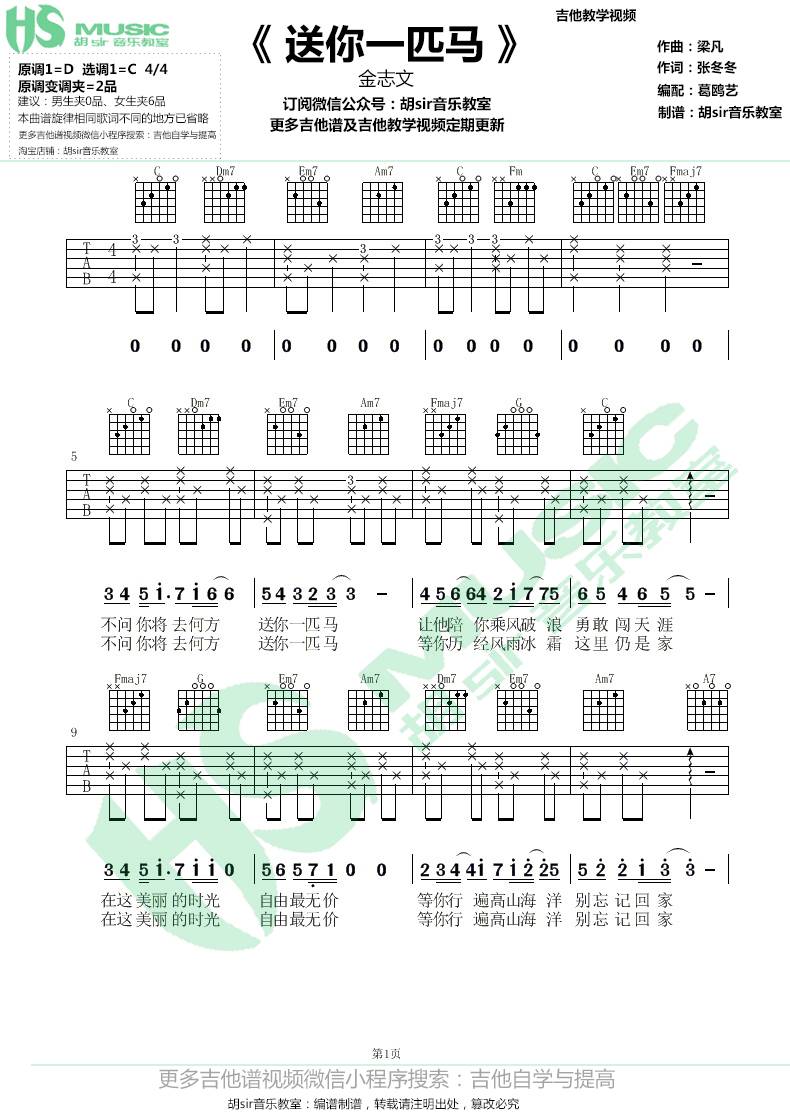 HS MUSIC
胡sir音乐教室
《 送你一匹马 》
金志文
吉他教学视频
原调1=D 选调1=C 4/4
原调变调夹=2品
建议：男生夹0品、女生夹6品
本曲谱旋律相同歌词不同的地方已省略
更多吉他谱视频微信小程序搜索：吉他自学与提高
淘宝店铺：胡sir音乐教室
订阅微信公众号：胡sir音乐教室
更多吉他谱及吉他教学视频定期更新
作曲：梁凡
作词：张冬冬
编配：葛鸥艺
制谱：胡sir音乐教室
C Dm7 Em7 Am7 C Fm C Em7 Fmaj7
T A B 4 4 3 3 3 3 3 3
0 0 0 0 0 0 0 0 0 0 0 0 0 0 0 0
C Dm7 Em7 Am7 Fmaj7 G C
5
T A B 3
3 4 5 1. 7 1 6 6 5 4 3 2 3 3 - 4 5 6 6 4 4 2 1 7 7 5 6 5 4 6 5 5 -
不问 你将 去何方 送你一匹马 让他陪 你乘风破 浪 勇敢 闯天 涯
不问 你将 去何方 送你一匹马 等你历 经风雨冰 霜 这里 仍是 家
Fmaj7 G Em7 Am7 Dm7 Em7 Am7 A7
9
T A B
3 4 5 1. 7 1 1 0 5 6 5 7 1 0 2 3 4 4 1 7 1 2 2 5 5 2 2 1 3 3 -
在这 美丽 的时光 自由最无价 等你行 遍高山海 洋 别忘 记回 家
在这 美丽 的时光 自由最无价 等你行 遍高山海 洋 别忘 记回 家
HS MUSIC
胡 sir 音乐教室
第1页
更多吉他谱视频微信小程序搜索：吉他自学与提高
胡sir音乐教室：编谱制谱，转载请注明出处，篡改必究